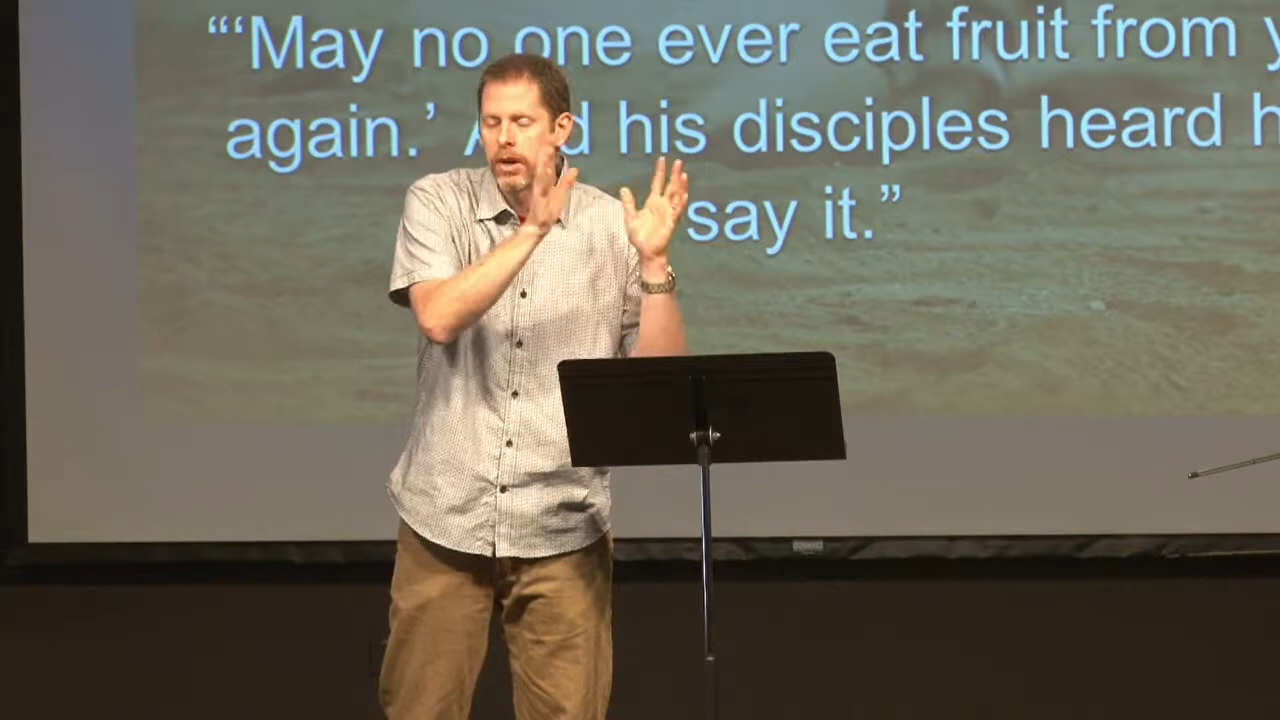 “‘May no one ever eat fruit from
again.’ his disciples heard
say it.”